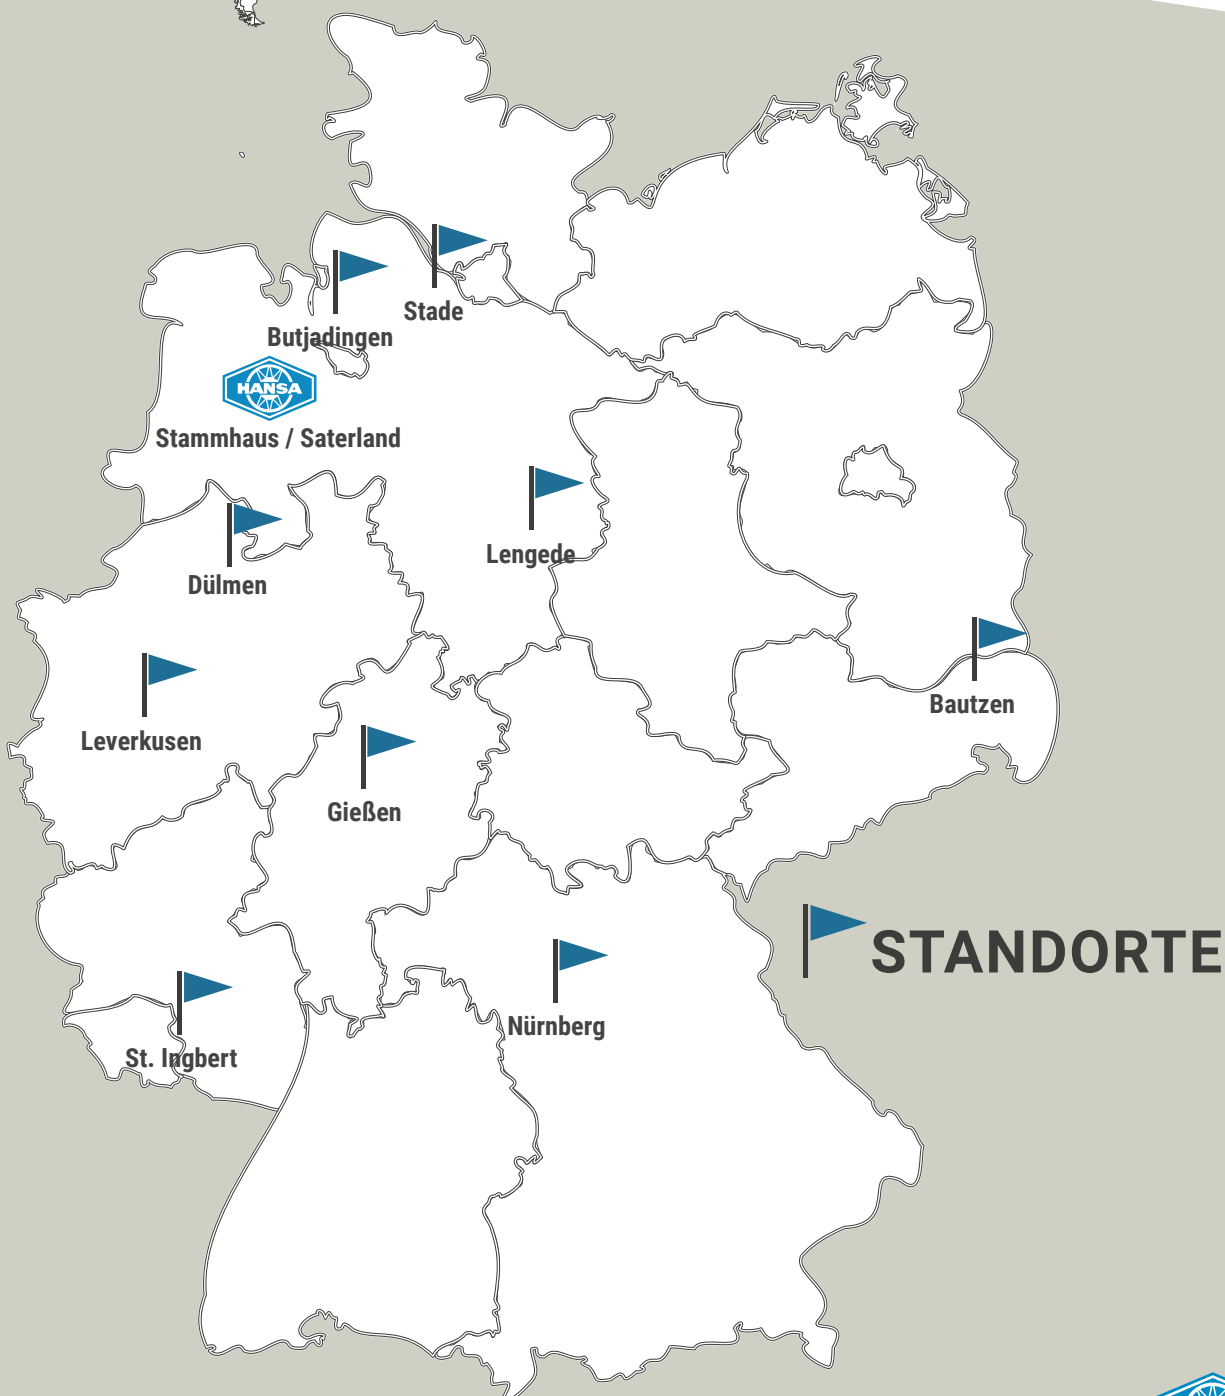 Stade
Butjadingen
HANSA
Stammhaus / Saterland
Lengede
Dülmen
Bautzen
Leverkusen
Gießen
STANDORTE
Nürnberg
St. Ingbert